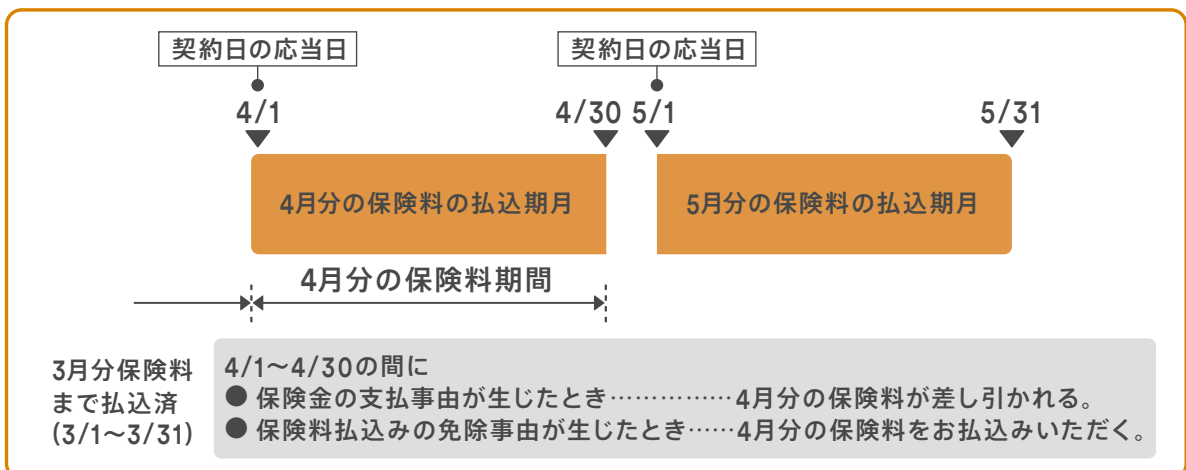 契約日の応当日 契約日の応当日
4/1 4/30 5/1 5/31
4月分の保険料の払込期月 5月分の保険料の払込期月
4月分の保険料期間
3月分保険料
まで払込済
(3/1〜3/31)
4/1〜4/30の間に
● 保険金の支払事由が生じたとき……………4月分の保険料が差し引かれる。
● 保険料払込みの免除事由が生じたとき……4月分の保険料をお払込みいただく。